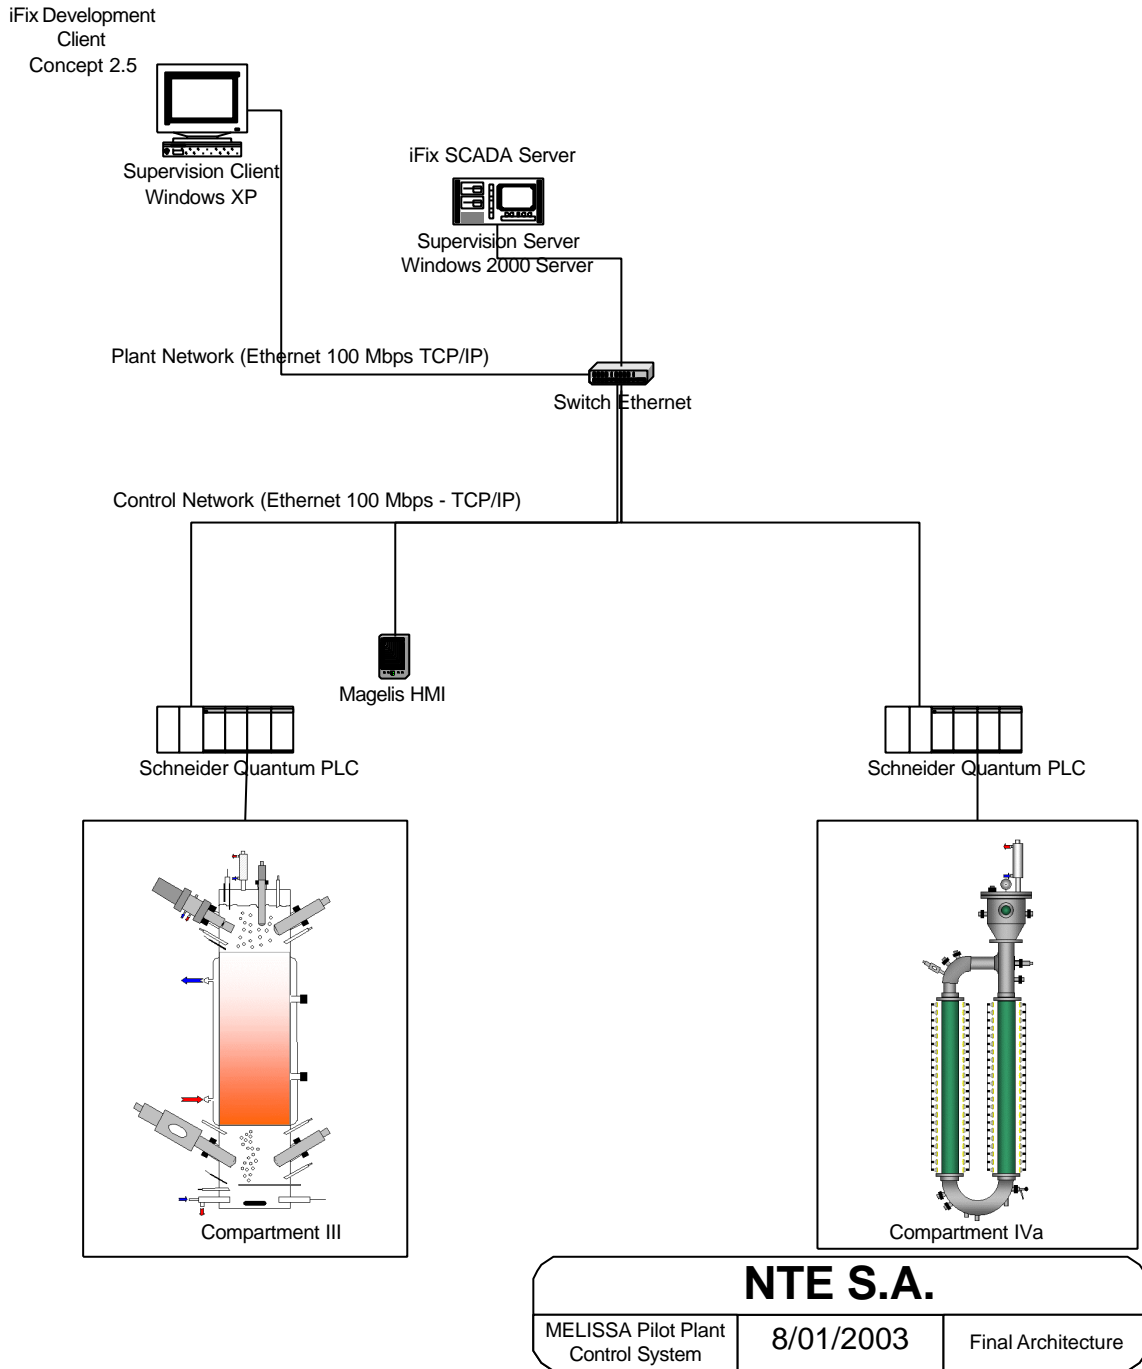 iFix Development
Client
Concept 2.5
Supervision Client
Windows XP
iFix SCADA Server
Supervision Server
Windows 2000 Server
Plant Network (Ethernet 100 Mbps TCP/IP)
Switch Ethernet
Control Network (Ethernet 100 Mbps - TCP/IP)
Magelis HMI
Schneider Quantum PLC
Schneider Quantum PLC
Compartment III
Compartment IVa
NTE S.A.
MELISSA Pilot Plant
Control System
8/01/2003
Final Architecture